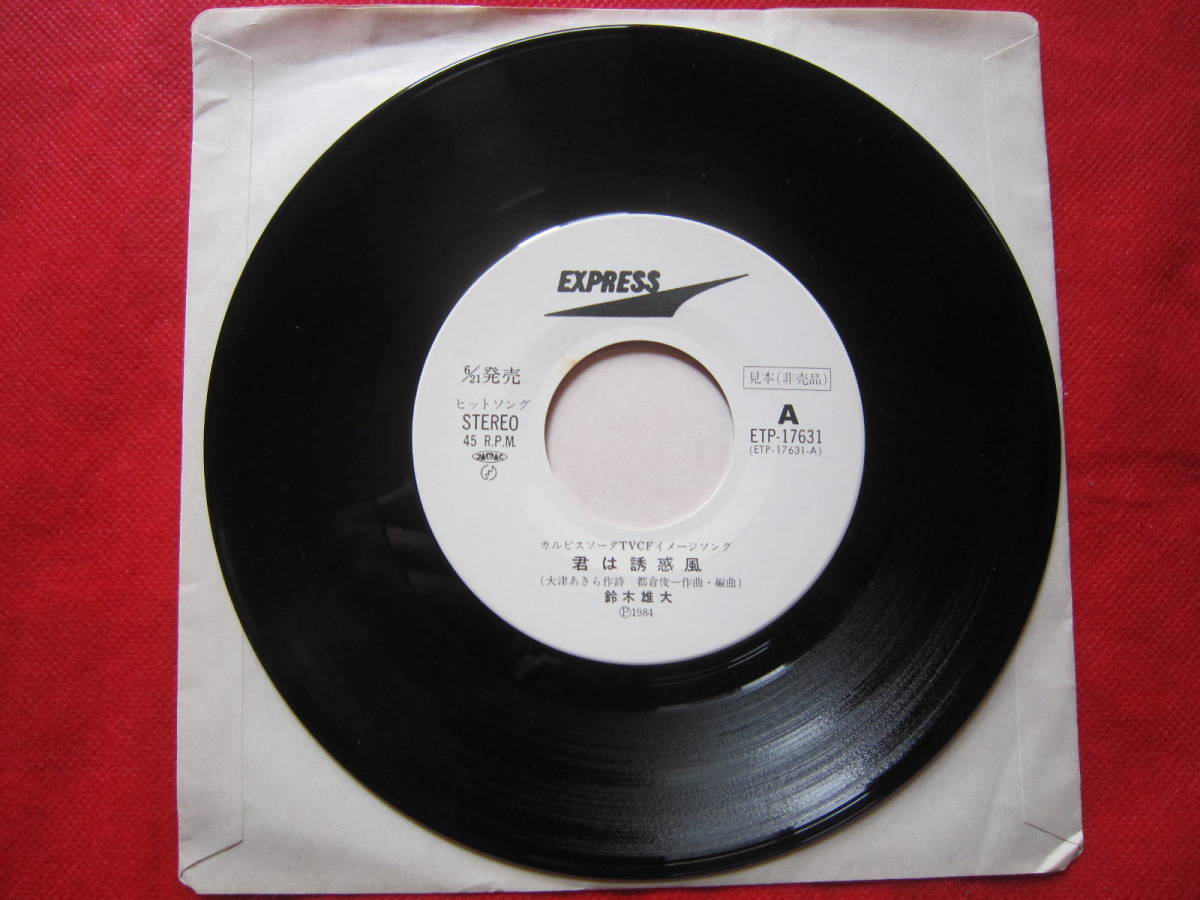 EXPRESS
6/21発売
見本(非売品)
ヒットソング
STEREO
45 R.P.M.
A
ETP-17631
(ETP-17631-A)
カルピスソーダTVCFイメージソング
君は誘惑風
(大津あきら作詩 都倉俊一作曲・編曲)
鈴木雄大
Ⓟ1984